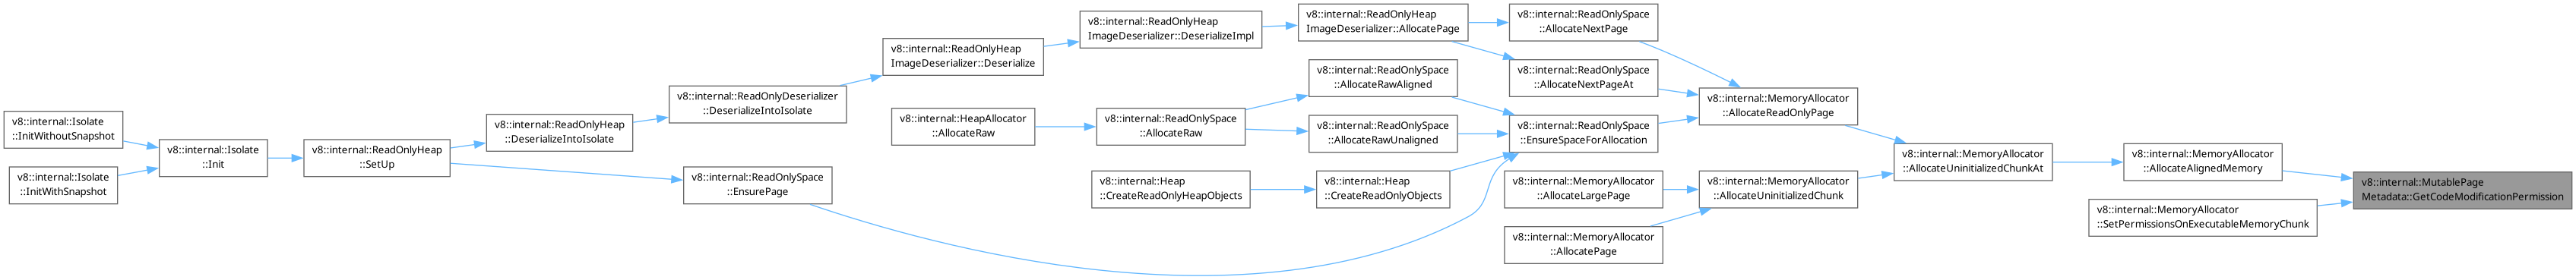 v8::internal::Isolate
::InitWithoutSnapshot
v8::internal::Isolate
::InitWithSnapshot
v8::internal::Isolate
::Init
v8::internal::ReadOnlyHeap
::SetUp
v8::internal::ReadOnlyHeap
::DeserializeIntoIsolate
v8::internal::ReadOnlyDeserializer
::DeserializeIntoIsolate
v8::internal::ReadOnlySpace
::EnsurePage
v8::internal::ReadOnlyHeap
ImageDeserializer::Deserialize
v8::internal::HeapAllocator
::AllocateRaw
v8::internal::ReadOnlyHeap
ImageDeserializer::DeserializeImpl
v8::internal::ReadOnlySpace
::AllocateRaw
v8::internal::Heap
::CreateReadOnlyHeapObjects
v8::internal::ReadOnlyHeap
ImageDeserializer::AllocatePage
v8::internal::ReadOnlySpace
::AllocateRawAligned
v8::internal::ReadOnlySpace
::AllocateRawUnaligned
v8::internal::Heap
::CreateReadOnlyObjects
v8::internal::ReadOnlySpace
::AllocateNextPage
v8::internal::ReadOnlySpace
::AllocateNextPageAt
v8::internal::ReadOnlySpace
::EnsureSpaceForAllocation
v8::internal::MemoryAllocator
::AllocateLargePage
v8::internal::MemoryAllocator
::AllocatePage
v8::internal::MemoryAllocator
::AllocateReadOnlyPage
v8::internal::MemoryAllocator
::AllocateUninitializedChunk
v8::internal::MemoryAllocator
::AllocateUninitializedChunkAt
v8::internal::MemoryAllocator
::AllocateAlignedMemory
v8::internal::MemoryAllocator
::SetPermissionsOnExecutableMemoryChunk
v8::internal::MutablePage
Metadata::GetCodeModificationPermission